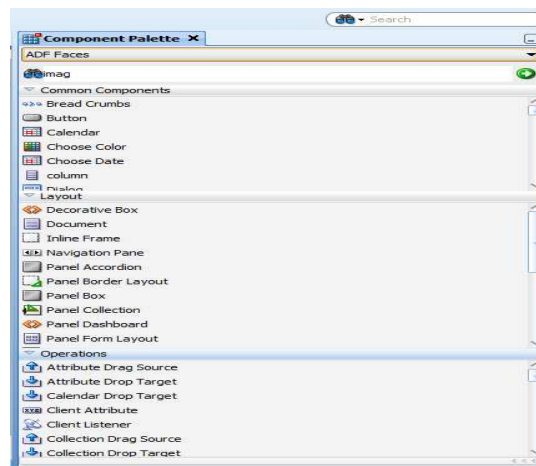 Search
Component Palette
ADF Faces
imag
Common Components
Bread Crumbs
Button
Calendar
Choose Color
Choose Date
column
Dialog
Layout
Decorative Box
Document
Inline Frame
Navigation Pane
Panel Accordion
Panel Border Layout
Panel Box
Panel Collection
Panel Dashboard
Panel Form Layout
Operations
Attribute Drag Source
Attribute Drop Target
Calendar Drop Target
Client Attribute
Client Listener
Collection Drag Source
Collection Drop Target